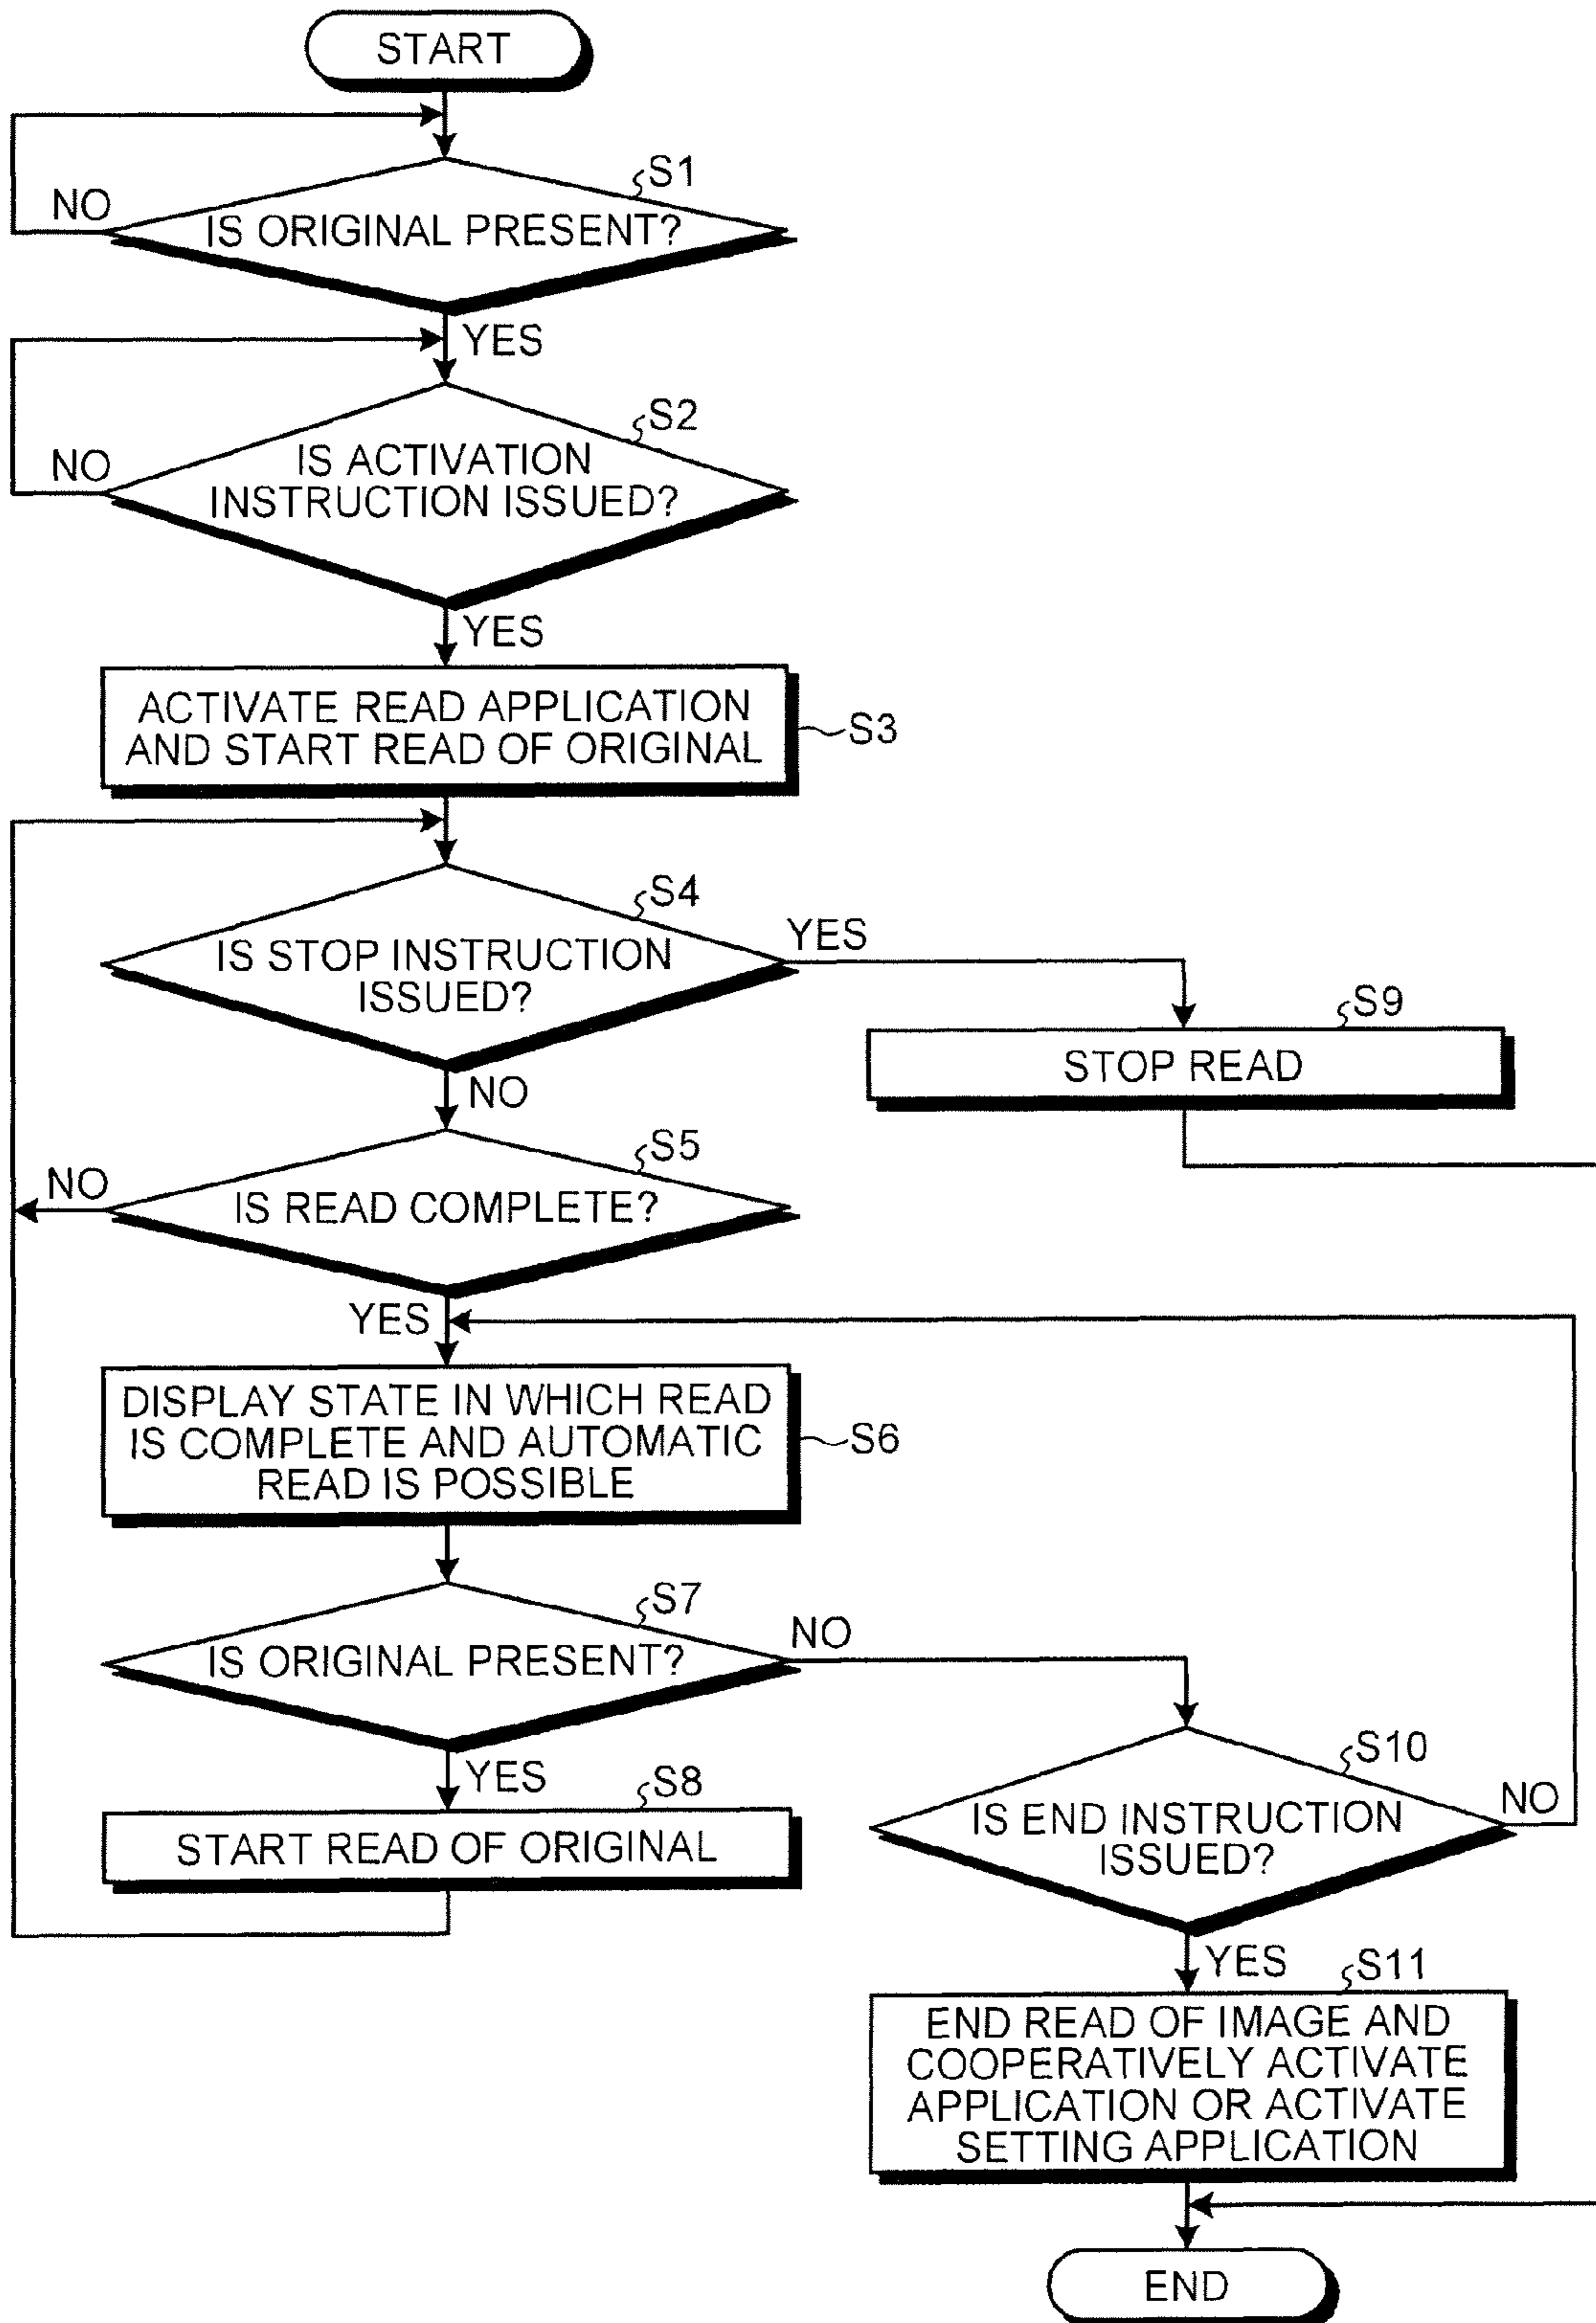 START
S1
NO
IS ORIGINAL PRESENT?
YES
S2
NO
IS ACTIVATION
INSTRUCTION ISSUED?
YES
ACTIVATE READ APPLICATION
AND START READ OF ORIGINAL
S3
S4
YES
IS STOP INSTRUCTION
ISSUED?
S9
STOP READ
NO
S5
NO
IS READ COMPLETE?
YES
DISPLAY STATE IN WHICH READ
IS COMPLETE AND AUTOMATIC
READ IS POSSIBLE
S6
S7
NO
IS ORIGINAL PRESENT?
YES
S8
START READ OF ORIGINAL
S10
NO
IS END INSTRUCTION
ISSUED?
YES
S11
END READ OF IMAGE AND
COOPERATIVELY ACTIVATE
APPLICATION OR ACTIVATE
SETTING APPLICATION
END